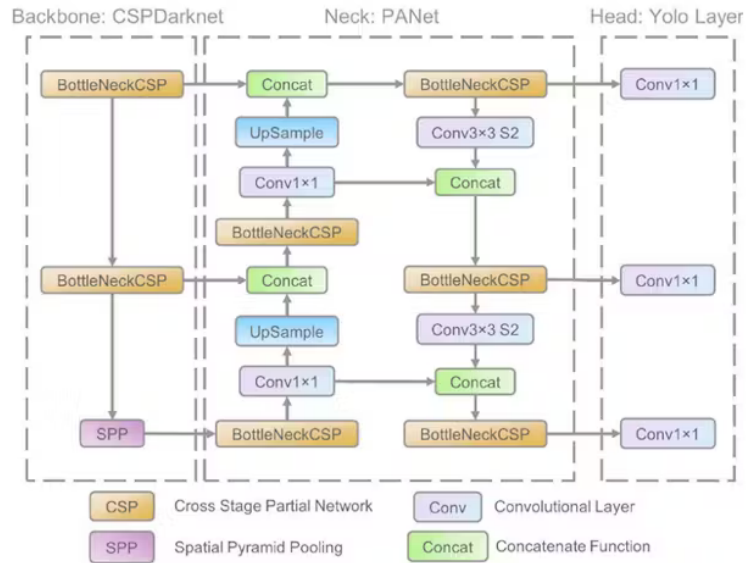 Backbone: CSPDarknet
Neck: PANet
Head: Yolo Layer
BottleNeckCSP
Concat
BottleNeckCSP
Conv1×1
UpSample
Conv3×3 S2
Conv1×1
Concat
BottleNeckCSP
BottleNeckCSP
Concat
BottleNeckCSP
Conv1×1
UpSample
Conv3×3 S2
Conv1×1
Concat
SPP
BottleNeckCSP
BottleNeckCSP
Conv1×1
CSP
Cross Stage Partial Network
Conv
Convolutional Layer
SPP
Spatial Pyramid Pooling
Concat
Concatenate Function